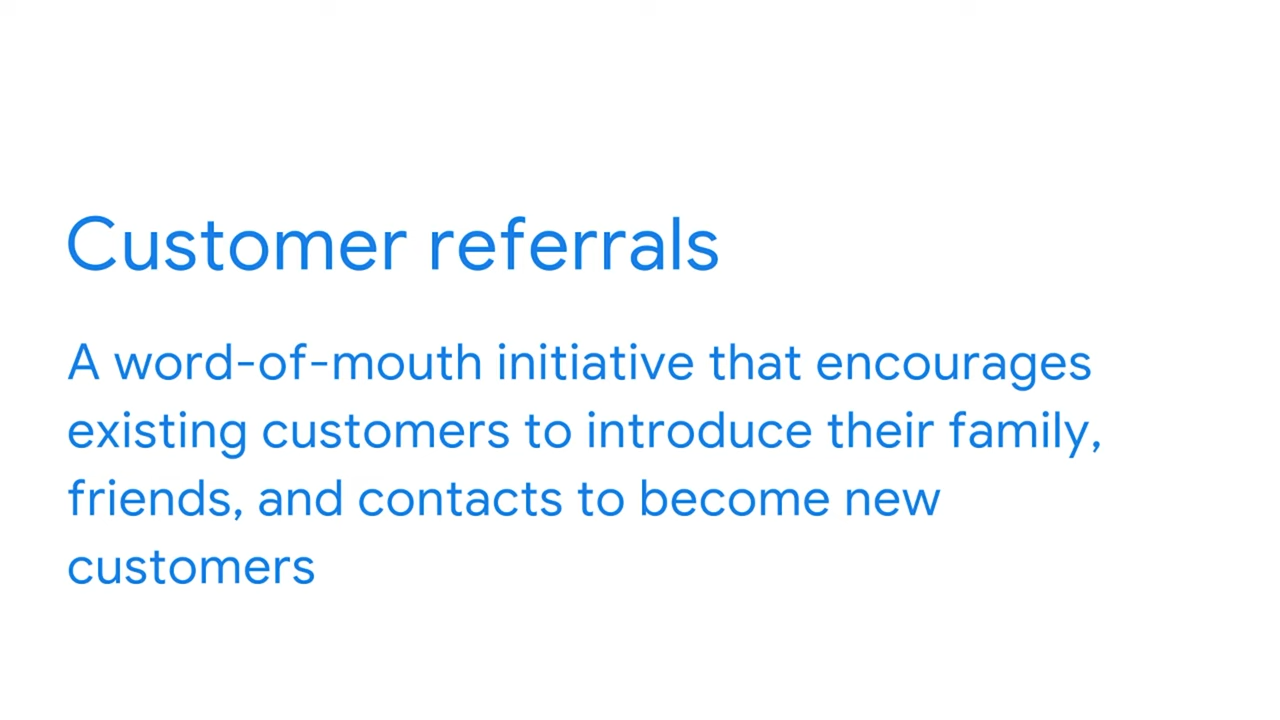 Customer referrals
A word-of-mouth initiative that encourages
existing customers to introduce their family,
friends, and contacts to become new
customers